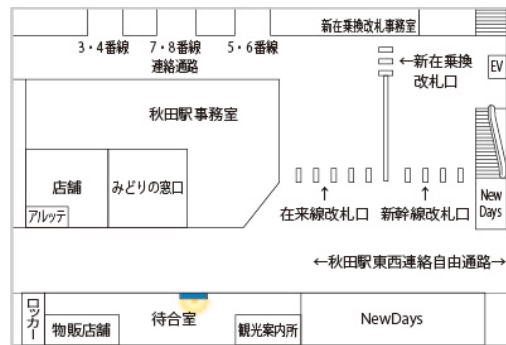 新在乗換改札事務室
3・4番線
7・8番線
5・6番線
連絡通路
←新在乗換
改札口
EV
秋田駅事務室
店舗
みどりの窓口
アルッテ
↑
在来線改札口
↑
新幹線改札口
New
Days
←秋田駅東西連絡自由通路→
ロッカー
物販店舗
待合室
観光案内所
NewDays